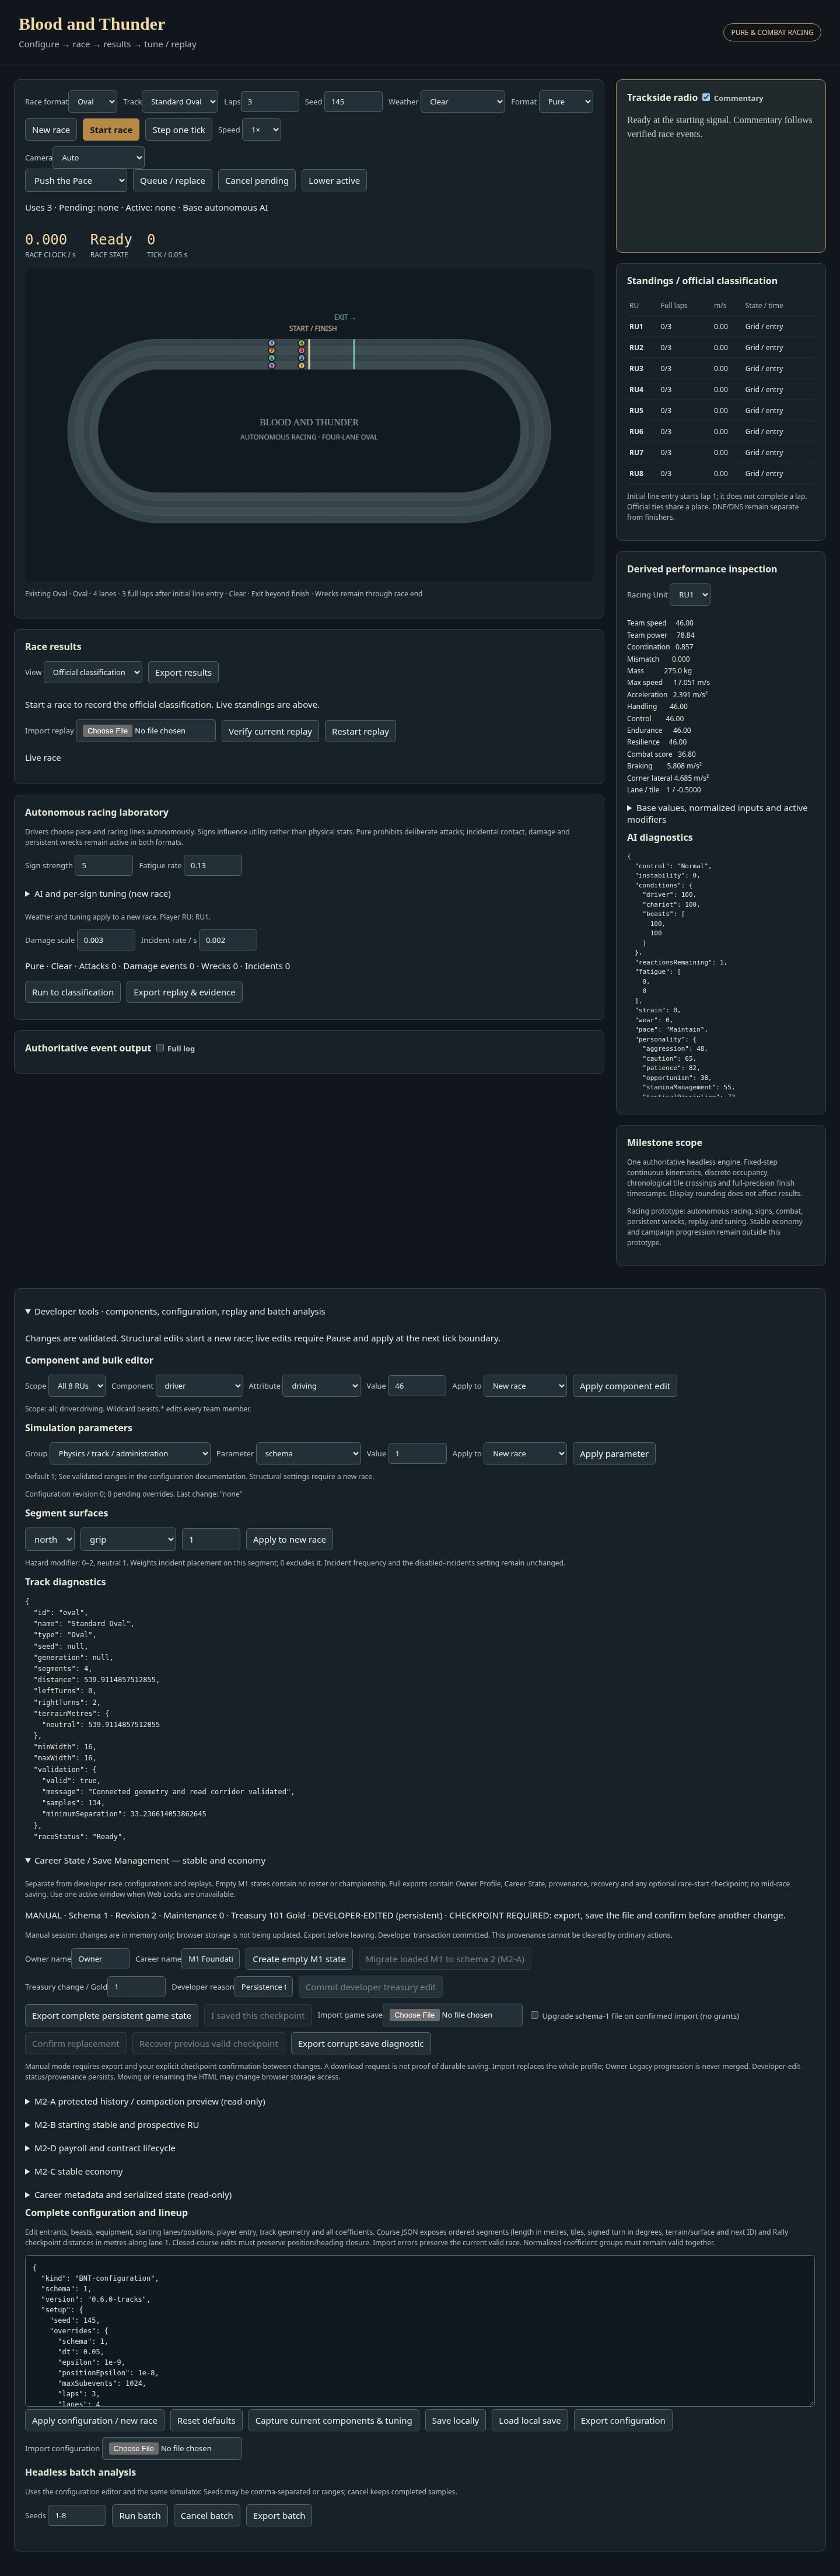 Blood and Thunder
Configure → race → results → tune / replay
PURE & COMBAT RACING
Race format Oval Track Standard Oval Laps 3 Seed 145 Weather Clear Format Pure
New race Start race Step one tick Speed 1×
Camera Auto
Push the Pace Queue / replace Cancel pending Lower active
Uses 3 · Pending: none · Active: none · Base autonomous AI
0.000 Ready 0
RACE CLOCK / s RACE STATE TICK / 0.05 s
EXIT →
START / FINISH
8 4
7 3
6 2
5 1
BLOOD AND THUNDER
AUTONOMOUS RACING · FOUR-LANE OVAL
Existing Oval · Oval · 4 lanes · 3 full laps after initial line entry · Clear · Exit beyond finish · Wrecks remain through race end
Race results
View Official classification Export results
Start a race to record the official classification. Live standings are above.
Import replay Choose File No file chosen Verify current replay Restart replay
Live race
Autonomous racing laboratory
Drivers choose pace and racing lines autonomously. Signs influence utility rather than physical stats. Pure prohibits deliberate attacks; incidental contact, damage and
persistent wrecks remain active in both formats.
Sign strength 5 Fatigue rate 0.13
▶ AI and per-sign tuning (new race)
Weather and tuning apply to a new race. Player RU: RU1.
Damage scale 0.003 Incident rate / s 0.002
Pure · Clear · Attacks 0 · Damage events 0 · Wrecks 0 · Incidents 0
Run to classification Export replay & evidence
Authoritative event output Full log
Trackside radio Commentary
Ready at the starting signal. Commentary follows
verified race events.
Standings / official classification
RU Full laps m/s State / time
RU1 0/3 0.00 Grid / entry
RU2 0/3 0.00 Grid / entry
RU3 0/3 0.00 Grid / entry
RU4 0/3 0.00 Grid / entry
RU5 0/3 0.00 Grid / entry
RU6 0/3 0.00 Grid / entry
RU7 0/3 0.00 Grid / entry
RU8 0/3 0.00 Grid / entry
Initial line entry starts lap 1; it does not complete a lap.
Official ties share a place. DNF/DNS remain separate
from finishers.
Derived performance inspection
Racing Unit RU1
Team speed 46.00
Team power 78.84
Coordination 0.857
Mismatch 0.000
Mass 275.0 kg
Max speed 17.051 m/s
Acceleration 2.391 m/s²
Handling 46.00
Control 46.00
Endurance 46.00
Resilience 46.00
Combat score 36.80
Braking 5.808 m/s²
Corner lateral 4.685 m/s²
Lane / tile 1 / -0.5000
▶ Base values, normalized inputs and active
modifiers
AI diagnostics
{
"control": "Normal",
"instability": 0,
"conditions": {
"driver": 100,
"chariot": 100,
"beasts": [
100,
100
]
},
"reactionsRemaining": 1,
"fatigue": [
0,
0
],
"strain": 0,
"wear": 0,
"pace": "Maintain",
"personality": {
"aggression": 48,
"caution": 65,
"patience": 82,
"opportunism": 38,
"staminaManagement": 55,
Milestone scope
One authoritative headless engine. Fixed-step
continuous kinematics, discrete occupancy,
chronological tile crossings and full-precision finish
timestamps. Display rounding does not affect results.
Racing prototype: autonomous racing, signs, combat,
persistent wrecks, replay and tuning. Stable economy
and campaign progression remain outside this
prototype.
▼ Developer tools · components, configuration, replay and batch analysis
Changes are validated. Structural edits start a new race; live edits require Pause and apply at the next tick boundary.
Component and bulk editor
Scope All 8 RUs Component driver Attribute driving Value 46 Apply to New race Apply component edit
Scope: all; driver.driving. Wildcard beasts.* edits every team member.
Simulation parameters
Group Physics / track / administration Parameter schema Value 1 Apply to New race Apply parameter
Default 1; See validated ranges in the configuration documentation. Structural settings require a new race.
Configuration revision 0; 0 pending overrides. Last change: "none"
Segment surfaces
north grip 1 Apply to new race
Hazard modifier: 0–2, neutral 1. Weights incident placement on this segment; 0 excludes it. Incident frequency and the disabled-incidents setting remain unchanged.
Track diagnostics
{
"id": "oval",
"name": "Standard Oval",
"type": "Oval",
"seed": null,
"generation": null,
"segments": 4,
"distance": 539.9114857512855,
"leftTurns": 0,
"rightTurns": 2,
"terrainMetres": {
"neutral": 539.9114857512855
},
"minWidth": 16,
"maxWidth": 16,
"validation": {
"valid": true,
"message": "Connected geometry and road corridor validated",
"samples": 134,
"minimumSeparation": 33.236614053862645
},
"raceStatus": "Ready",
▼ Career State / Save Management — stable and economy
Separate from developer race configurations and replays. Empty M1 states contain no roster or championship. Full exports contain Owner Profile, Career State, provenance, recovery and any optional race-start checkpoint; no mid-race
saving. Use one active window when Web Locks are unavailable.
MANUAL · Schema 1 · Revision 2 · Maintenance 0 · Treasury 101 Gold · DEVELOPER-EDITED (persistent) · CHECKPOINT REQUIRED: export, save the file and confirm before another change.
Manual session: changes are in memory only; browser storage is not being updated. Export before leaving. Developer transaction committed. This provenance cannot be cleared by ordinary actions.
Owner name Owner Career name M1 Foundati Create empty M1 state Migrate loaded M1 to schema 2 (M2-A)
Treasury change / Gold 1 Developer reason Persistence t Commit developer treasury edit
Export complete persistent game state I saved this checkpoint Import game save Choose File No file chosen Upgrade schema-1 file on confirmed import (no grants)
Confirm replacement Recover previous valid checkpoint Export corrupt-save diagnostic
Manual mode requires export and your explicit checkpoint confirmation between changes. A download request is not proof of durable saving. Import replaces the whole profile; Owner Legacy progression is never merged. Developer-edit
status/provenance persists. Moving or renaming the HTML may change browser storage access.
▶ M2-A protected history / compaction preview (read-only)
▶ M2-B starting stable and prospective RU
▶ M2-D payroll and contract lifecycle
▶ M2-C stable economy
▶ Career metadata and serialized state (read-only)
Complete configuration and lineup
Edit entrants, beasts, equipment, starting lanes/positions, player entry, track geometry and all coefficients. Course JSON exposes ordered segments (length in metres, tiles, signed turn in degrees, terrain/surface and next ID) and Rally
checkpoint distances in metres along lane 1. Closed-course edits must preserve position/heading closure. Import errors preserve the current valid race. Normalized coefficient groups must remain valid together.
{
"kind": "BNT-configuration",
"schema": 1,
"version": "0.6.0-tracks",
"setup": {
"seed": 145,
"overrides": {
"schema": 1,
"dt": 0.05,
"epsilon": 1e-9,
"positionEpsilon": 1e-8,
"maxSubevents": 1024,
"laps": 3,
"lanes": 4,
Apply configuration / new race Reset defaults Capture current components & tuning Save locally Load local save Export configuration
Import configuration Choose File No file chosen
Headless batch analysis
Uses the configuration editor and the same simulator. Seeds may be comma-separated or ranges; cancel keeps completed samples.
Seeds 1-8 Run batch Cancel batch Export batch